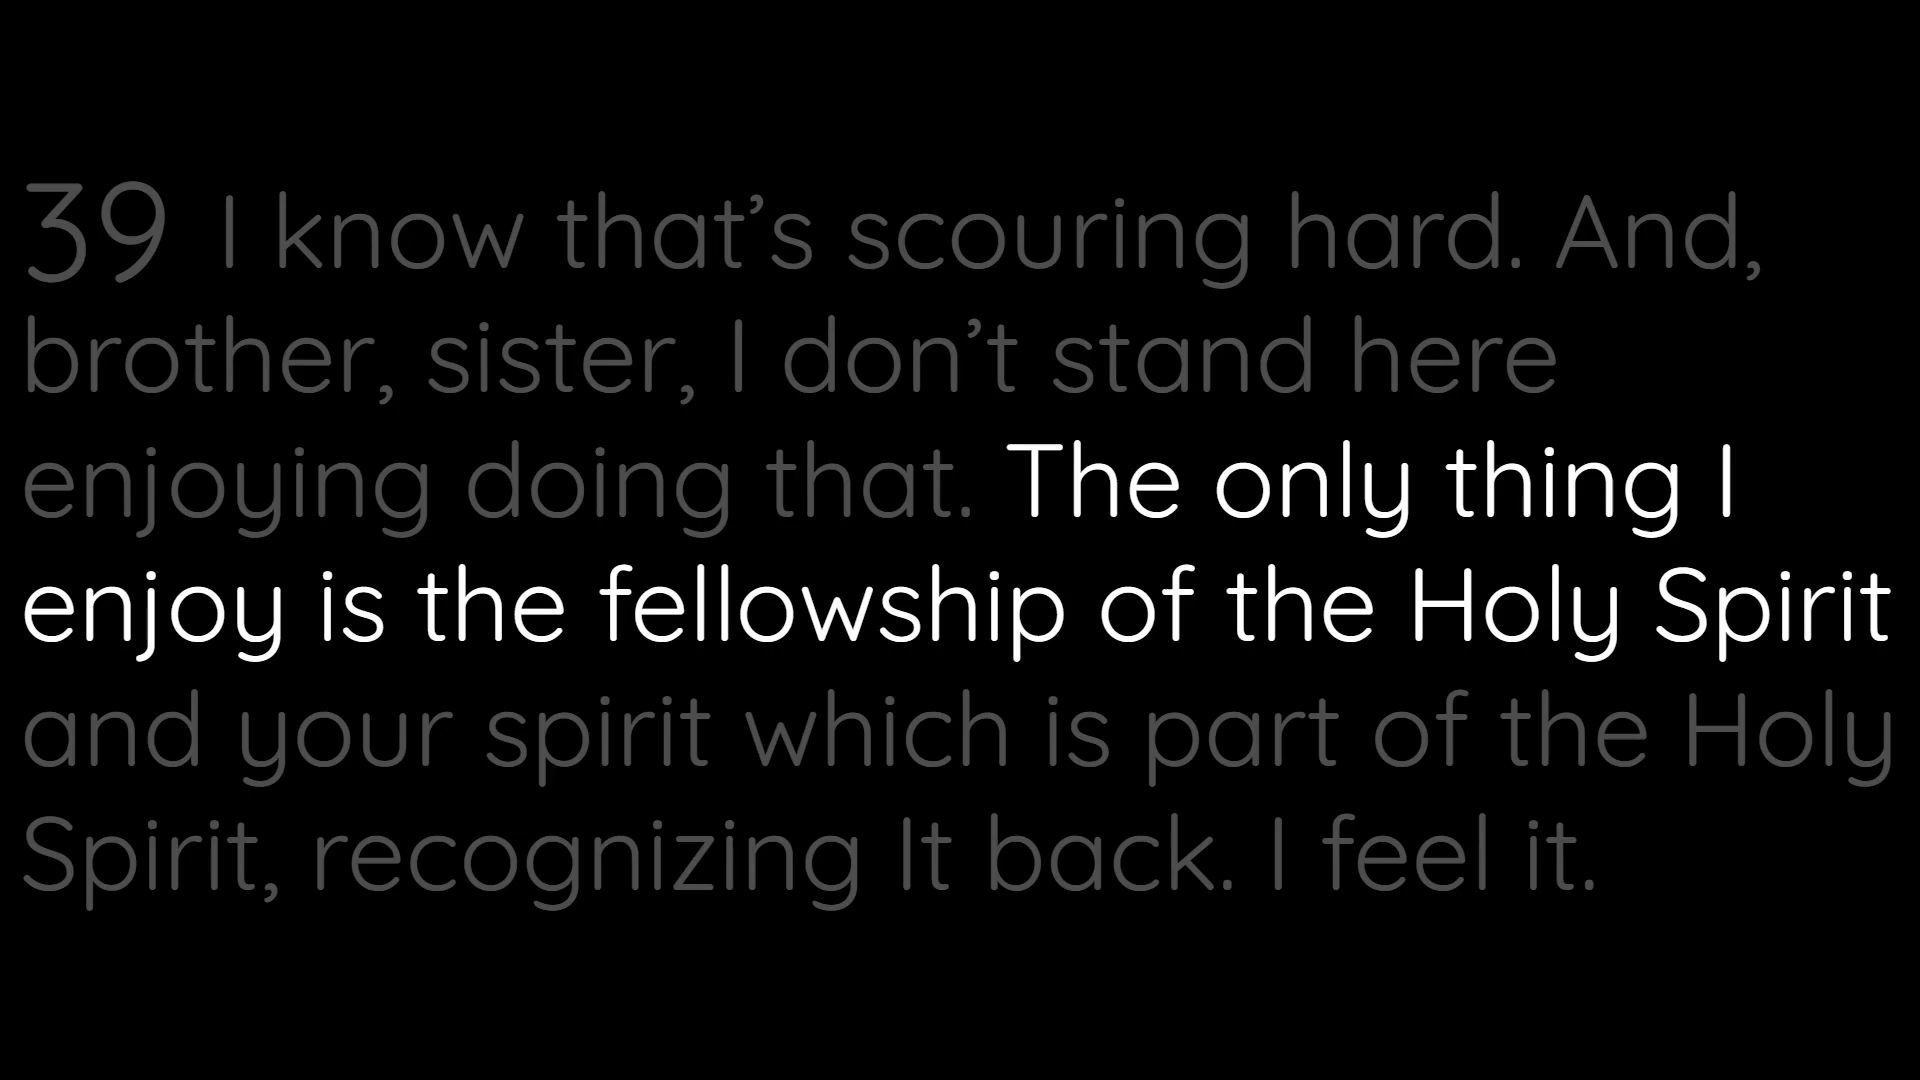 39 I know that’s scouring hard. And,
brother, sister, I don’t stand here
enjoying doing that. The only thing I
enjoy is the fellowship of the Holy Spirit
and your spirit which is part of the Holy
Spirit, recognizing It back. I feel it.